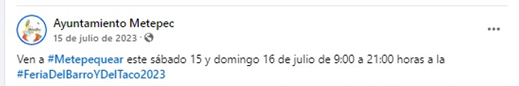 Ayuntamiento Metepec
15 de julio de 2023 ·
Ven a #Metepequear este sábado 15 y domingo 16 de julio de 9:00 a 21:00 horas a la
#FeriaDelBarroYDelTaco2023